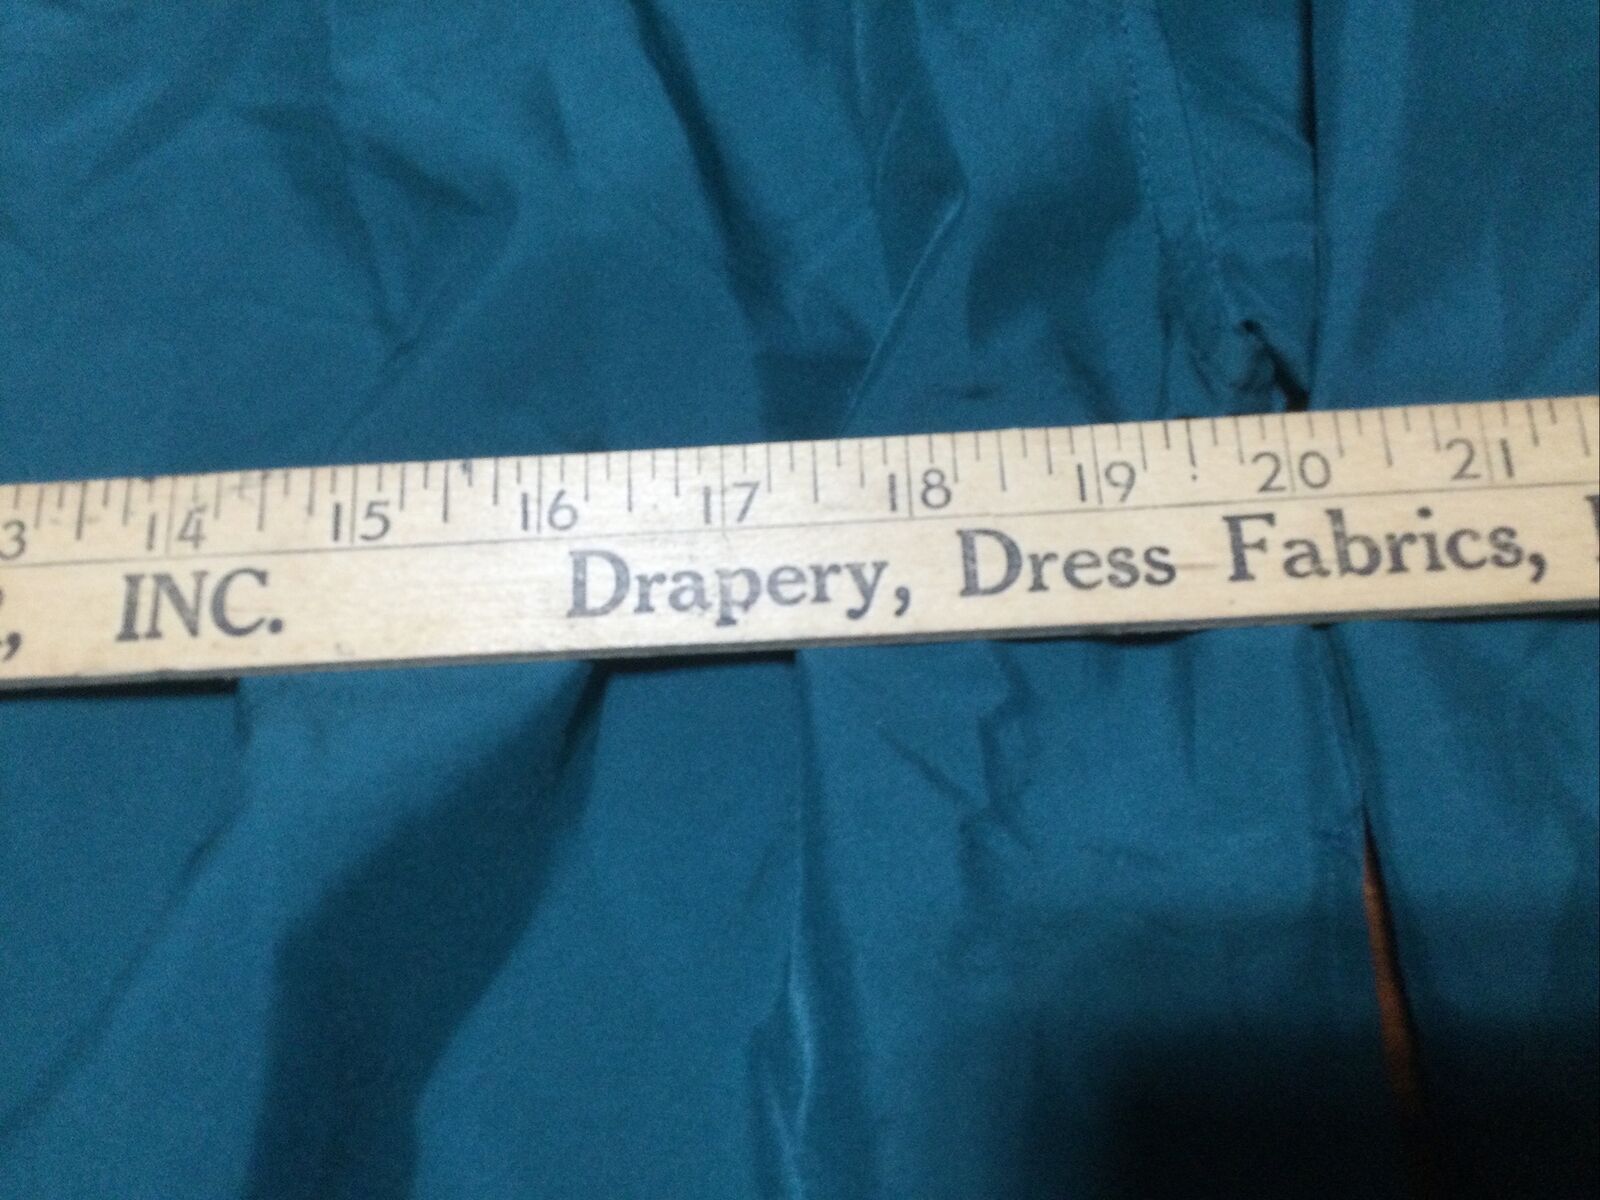 3 14 15 16 17 18 19 20 21
INC. Drapery, Dress Fabrics,